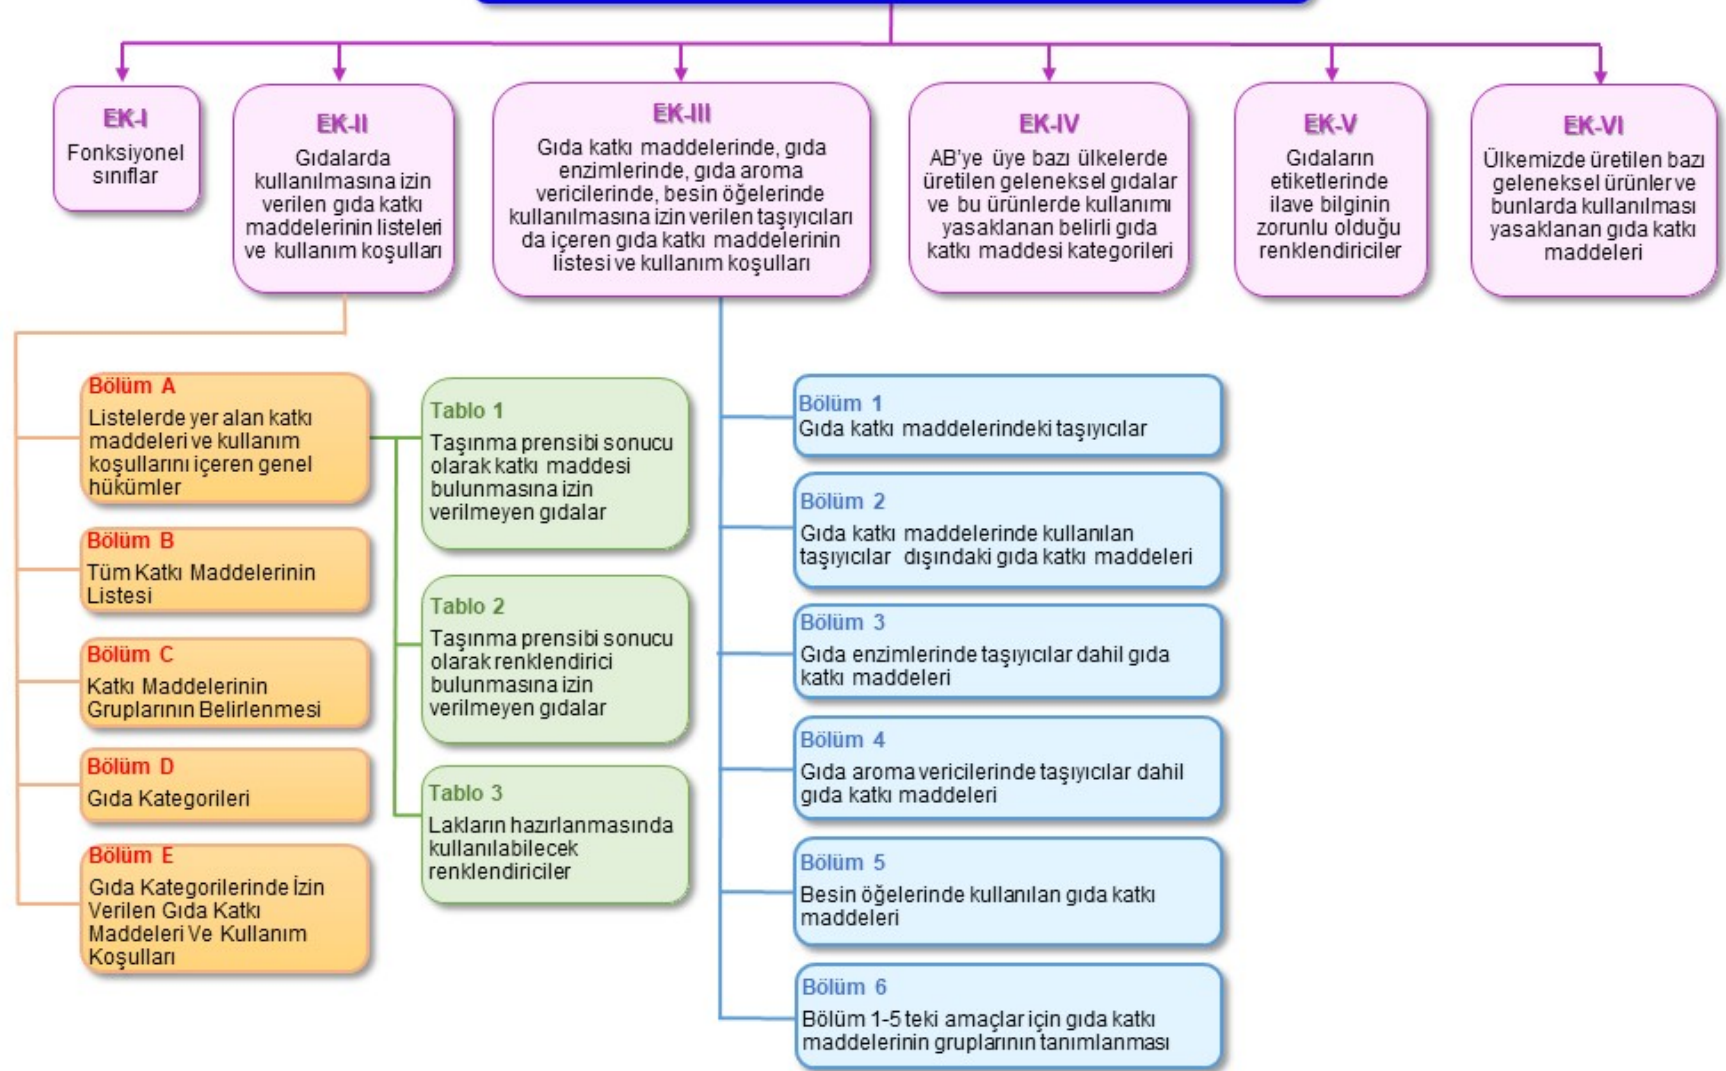 EK-I
Fonksiyonel
sınıflar
EK-II
Gıdalarda
kullanılmasına izin
verilen gıda katkı
maddelerinin listeleri
ve kullanım koşulları
EK-III
Gıda katkı maddelerinde, gıda
enzimlerinde, gıda aroma
vericilerinde, besin öğelerinde
kullanılmasına izin verilen taşıyıcıları
da içeren gıda katkı maddelerinin
listesi ve kullanım koşulları
EK-IV
AB'ye üye bazı ülkelerde
üretilen geleneksel gıdalar
ve bu ürünlerde kullanımı
yasaklanan belirli gıda
katkı maddesi kategorileri
EK-V
Gıdaların
etiketlerinde
ilave bilginin
zorunlu olduğu
renklendiriciler
EK-VI
Ülkemizde üretilen bazı
geleneksel ürünler ve
bunlarda kullanılması
yasaklanan gıda katkı
maddeleri
Bölüm A
Listelerde yer alan katkı
maddeleri ve kullanım
koşullarını içeren genel
hükümler
Bölüm B
Tüm Katkı Maddelerinin
Listesi
Bölüm C
Katkı Maddelerinin
Gruplarının Belirlenmesi
Bölüm D
Gıda Kategorileri
Bölüm E
Gıda Kategorilerinde İzin
Verilen Gıda Katkı
Maddeleri Ve Kullanım
Koşulları
Tablo 1
Taşınma prensibi sonucu
olarak katkı maddesi
bulunmasına izin
verilmeyen gıdalar
Tablo 2
Taşınma prensibi sonucu
olarak renklendirici
bulunmasına izin
verilmeyen gıdalar
Tablo 3
Lakların hazırlanmasında
kullanılabilecek
renklendiriciler
Bölüm 1
Gıda katkı maddelerindeki taşıyıcılar
Bölüm 2
Gıda katkı maddelerinde kullanılan
taşıyıcılar dışındaki gıda katkı maddeleri
Bölüm 3
Gıda enzimlerinde taşıyıcılar dahil gıda
katkı maddeleri
Bölüm 4
Gıda aroma vericilerinde taşıyıcılar dahil
gıda katkı maddeleri
Bölüm 5
Besin öğelerinde kullanılan gıda katkı
maddeleri
Bölüm 6
Bölüm 1-5 teki amaçlar için gıda katkı
maddelerinin gruplarının tanımlanması